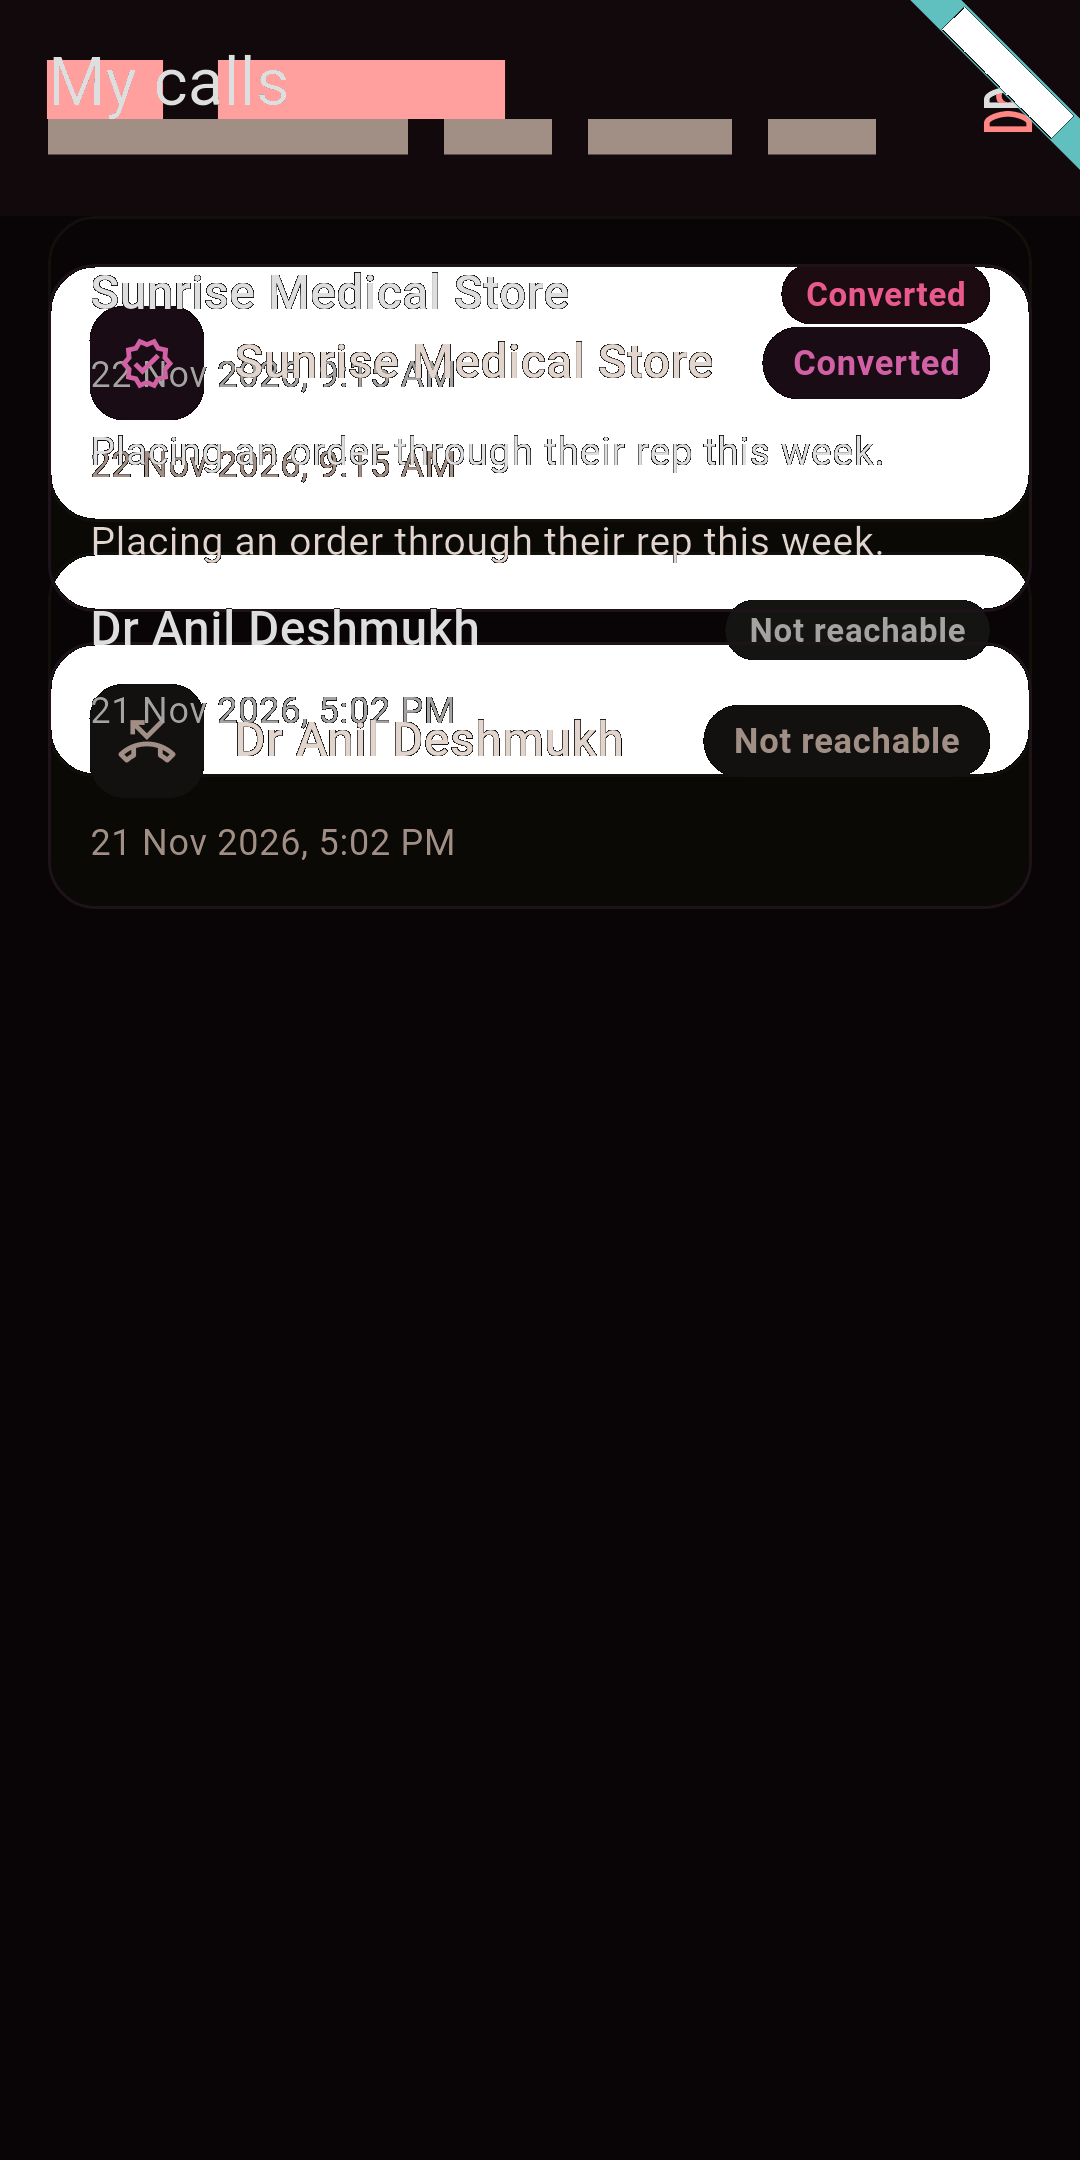 My calls
Sunrise Medical Store
Converted
Sunrise Medical Store
Converted
22 Nov 2026, 9:15 AM
Placing an order through their rep this week.
22 Nov 2026, 9:15 AM
Placing an order through their rep this week.
Dr Anil Deshmukh
Not reachable
21 Nov 2026, 5:02 PM
Dr Anil Deshmukh
Not reachable
21 Nov 2026, 5:02 PM